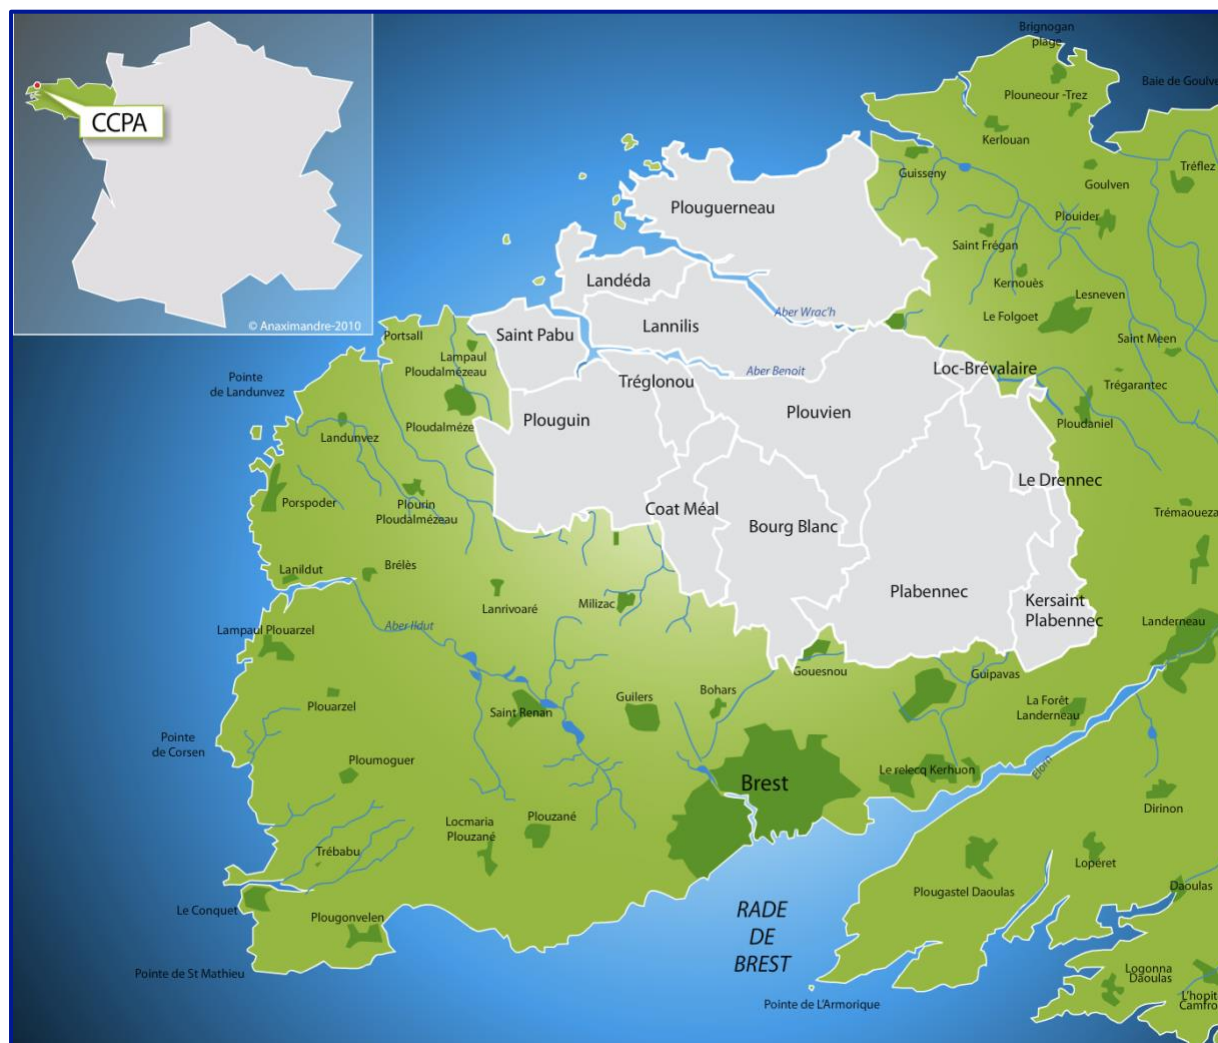 CCPA
© Anaximandre-2010
Brignogan
plage
Baie de Goulve
Plouneour -Trez
Kerlouan
Guisseny
Goulven
Tréflez
Plouguerneau
Plouider
Saint Frégan
Kernouès
Landéda
Lesneven
Aber Wrac'h
Le Folgoet
Lannilis
Saint Pabu
Portsall
Saint Meen
Lampaul
Ploudalmézeau
Loc-Brévalaire
Aber Benoit
Trégarantec
Pointe
de Landunvez
Tréglonou
Plouvien
Plouguin
Ploudaniel
Ploudalméze
Landunvez
Le Drennec
Porspoder
Plourin
Ploudalmézeau
Coat Méal
Bourg Blanc
Trémaoueza
Lanildut
Brélès
Lanrivoaré
Milizac
Plabennec
Kersaint
Plabennec
Aber Ildut
Lampaul Plouarzel
Landerneau
Gouesnou
Guipavas
Guilers
Bohars
Plouarzel
Saint Renan
La Forêt
Landerneau
Pointe
de Corsen
Ploumoguer
Brest
Le relecq Kerhuon
Elorn
Dirinon
Locmaria
Plouzané
Plouzané
Trébabu
Loperet
Plougastel Daoulas
Daoulas
Le Conquet
Plougonvelen
RADE
DE
BREST
Pointe de St Mathieu
Logonna
Daoulas
Pointe de L'Armorique
L'hopit
Camfro